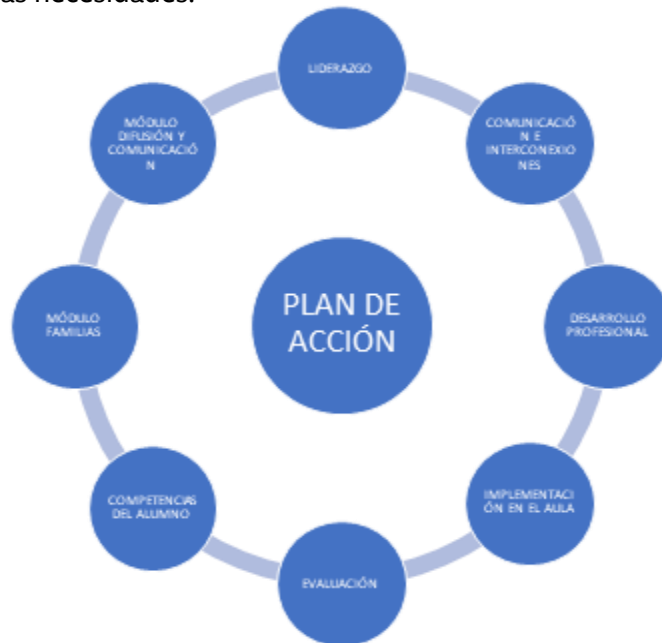 as necesidades.
LIDERAZGO
COMUNICACIÓ
N E
INTERCONEXIO
NES
DESARROLLO
PROFESIONAL
IMPLEMENTACI
ÓN EN EL AULA
EVALUACIÓN
COMPETENCIAS
DEL ALUMNO
MÓDULO
FAMILIAS
MÓDULO
DIFUSIÓN Y
COMUNICACIÓ
N
PLAN DE
ACCIÓN